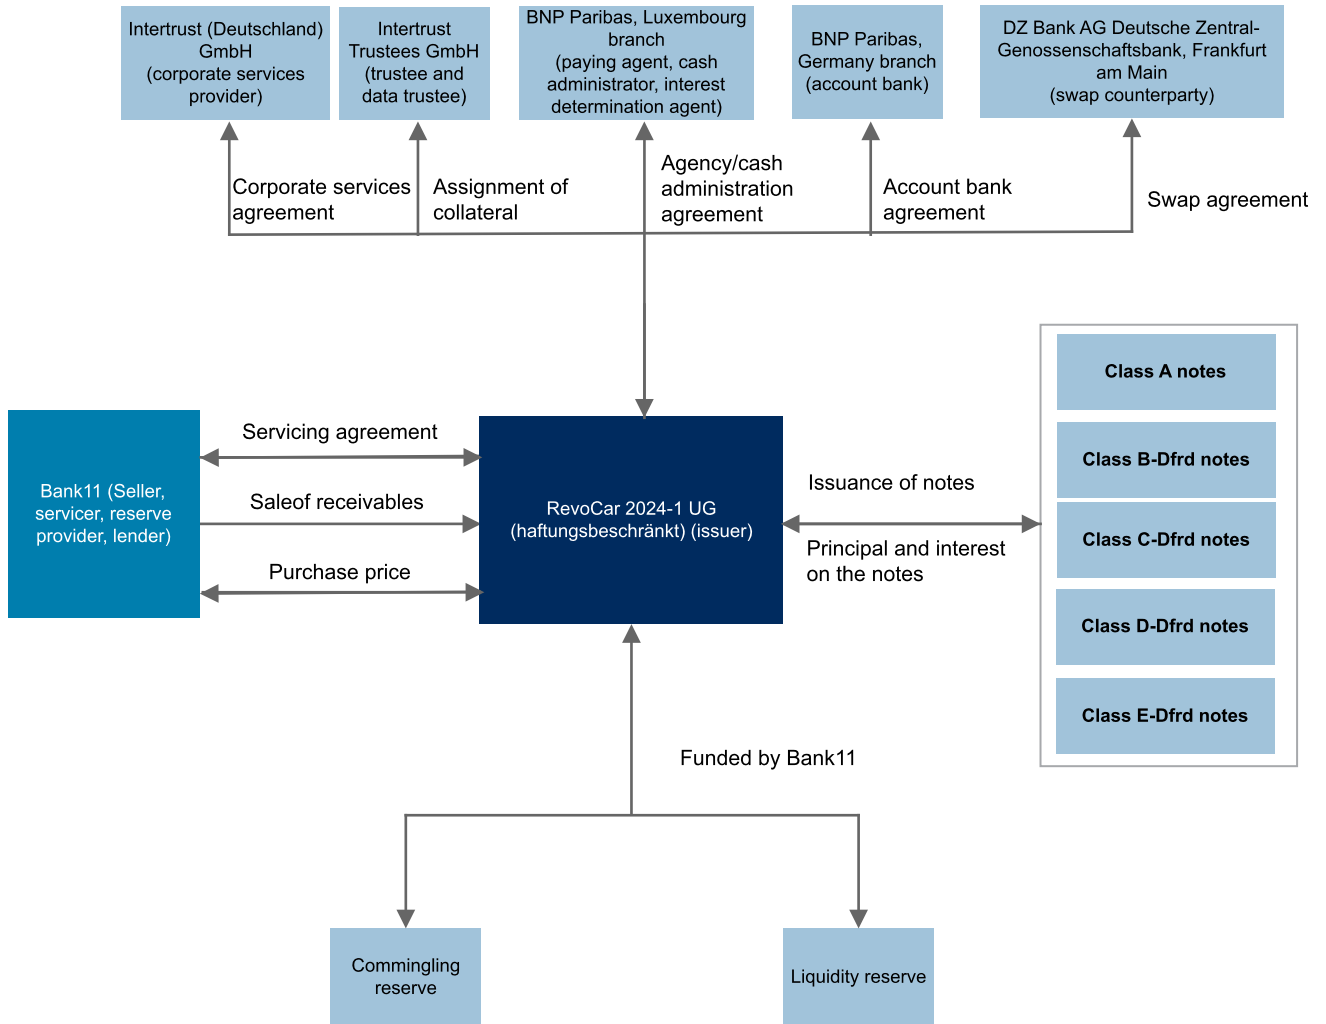 Intertrust (Deutschland)
GmbH
(corporate services
provider)
Intertrust
Trustees GmbH
(trustee and
data trustee)
BNP Paribas, Luxembourg
branch
(paying agent, cash
administrator, interest
determination agent)
BNP Paribas,
Germany branch
(account bank)
DZ Bank AG Deutsche Zentral-
Genossenschaftsbank, Frankfurt
am Main
(swap counterparty)
Corporate services
agreement
Assignment of
collateral
Agency/cash
administration
agreement
Account bank
agreement
Swap agreement
Bank11 (Seller,
servicer, reserve
provider, lender)
Servicing agreement
Saleof receivables
Purchase price
RevoCar 2024-1 UG
(haftungsbeschränkt) (issuer)
Issuance of notes
Principal and interest
on the notes
Class A notes
Class B-Dfrd notes
Class C-Dfrd notes
Class D-Dfrd notes
Class E-Dfrd notes
Funded by Bank11
Commingling
reserve
Liquidity reserve